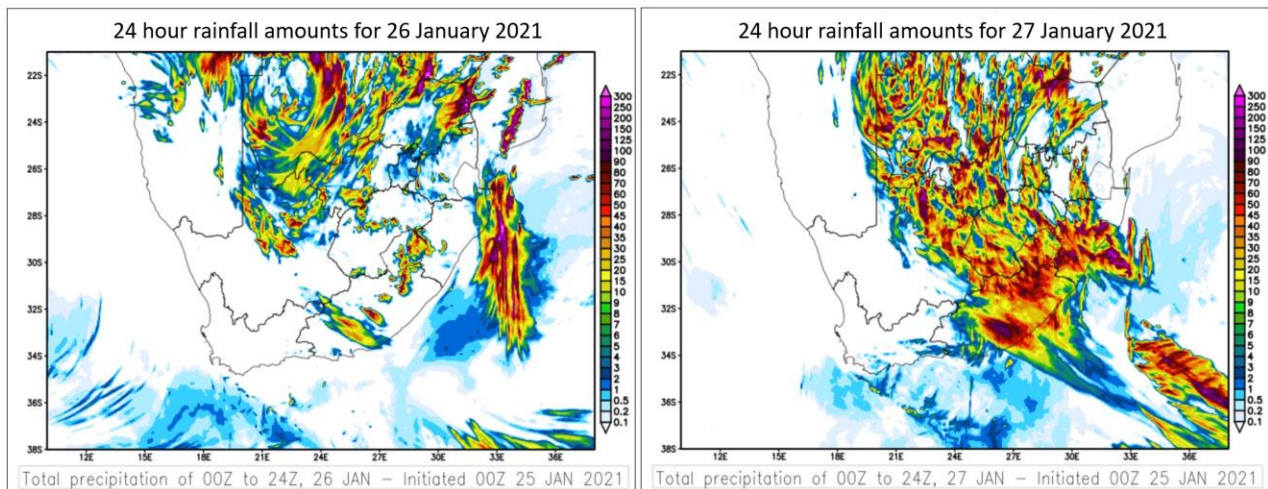 24 hour rainfall amounts for 26 January 2021
22S
24S
26S
28S
30S
32S
34S
36S
38S
12E
15E
18E
21E
24E
27E
30E
33E
36E
300
250
200
150
125
100
90
80
70
60
50
45
40
35
30
25
20
15
10
9
8
7
6
5
4
3
2
1
0.5
0.2
0.1
Total precipitation of 00Z to 24Z, 26 JAN – Initiated 00Z 25 JAN 2021
24 hour rainfall amounts for 27 January 2021
22S
24S
26S
28S
30S
32S
34S
36S
38S
12E
15E
18E
21E
24E
27E
30E
33E
36E
300
250
200
150
125
100
90
80
70
60
50
45
40
35
30
25
20
15
10
9
8
7
6
5
4
3
2
1
0.5
0.2
0.1
Total precipitation of 00Z to 24Z, 27 JAN – Initiated 00Z 25 JAN 2021